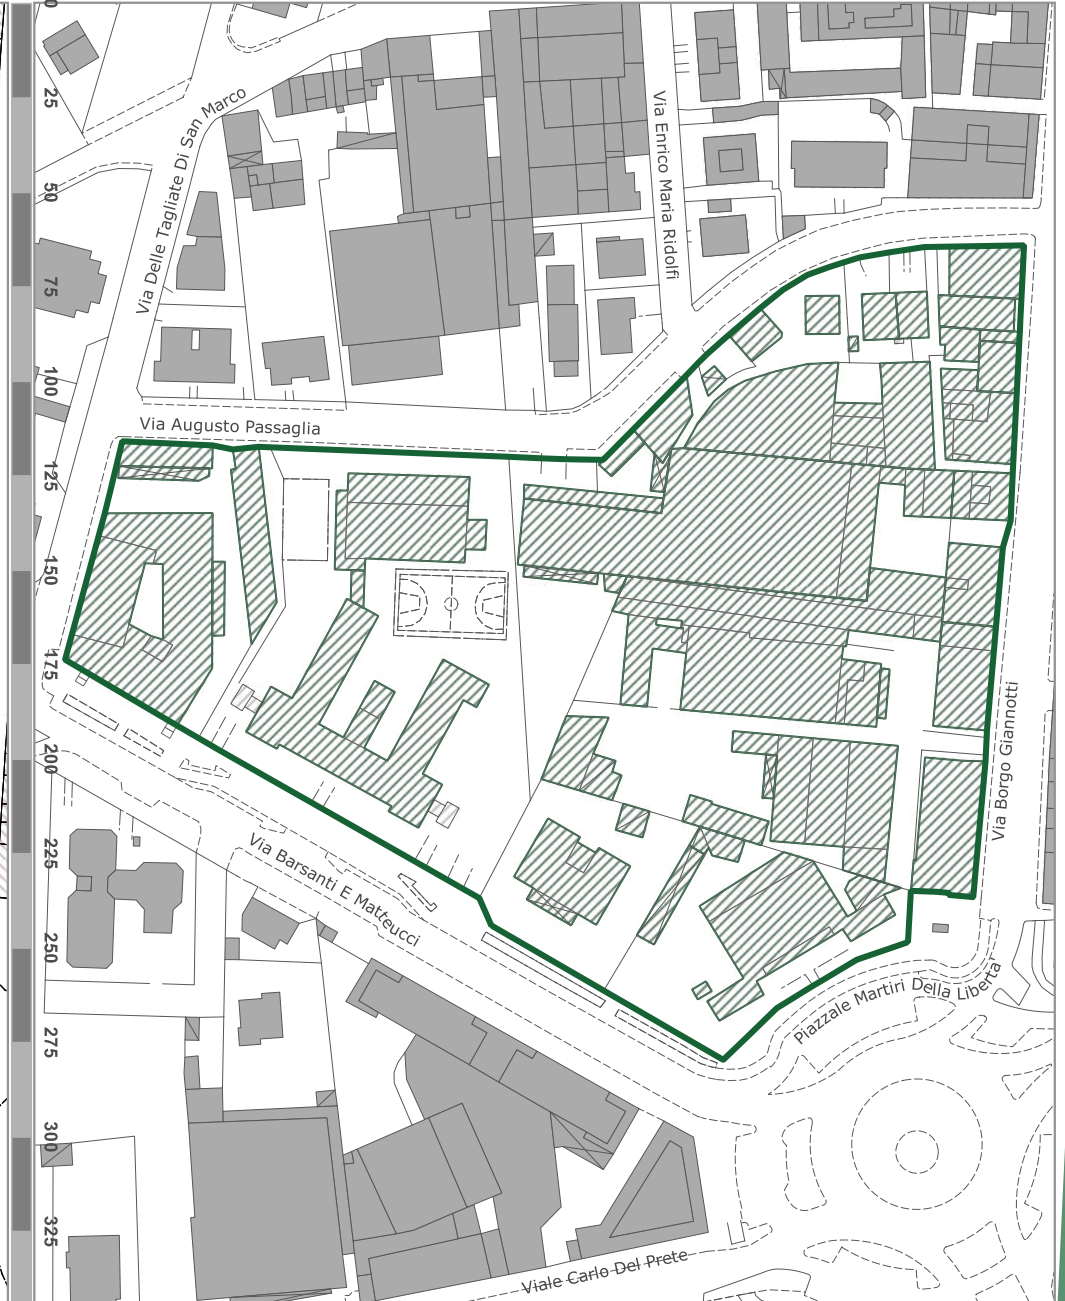 0
25
50
75
100
125
150
175
200
225
250
275
300
325
Via Delle Tagliate Di San Marco
Via Enrico Maria Ridolfi
Via Augusto Passaglia
Via Borgo Giannotti
Via Barsanti E Matteucci
Piazzale Martiri Della Liberta'
Viale Carlo Del Prete